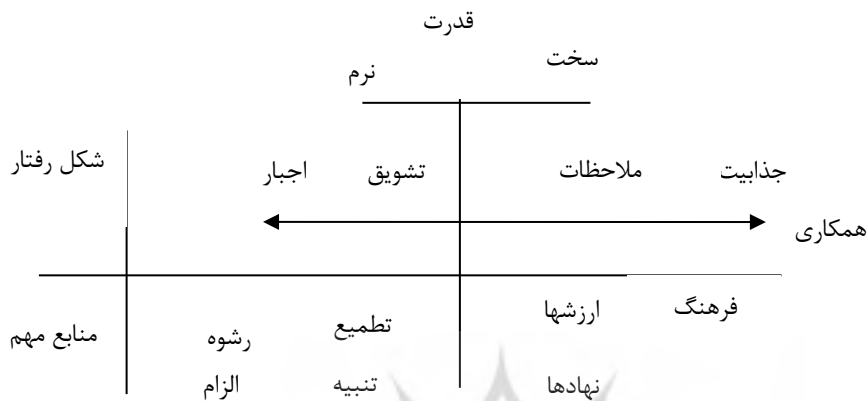 قدرت
سخت نرم
جذابیت ملاحظات تشویق اجبار شکل رفتار
همکاری
فرهنگ ارزشها تطمیع رشوه منابع مهم
نهادها تنبیه الزام